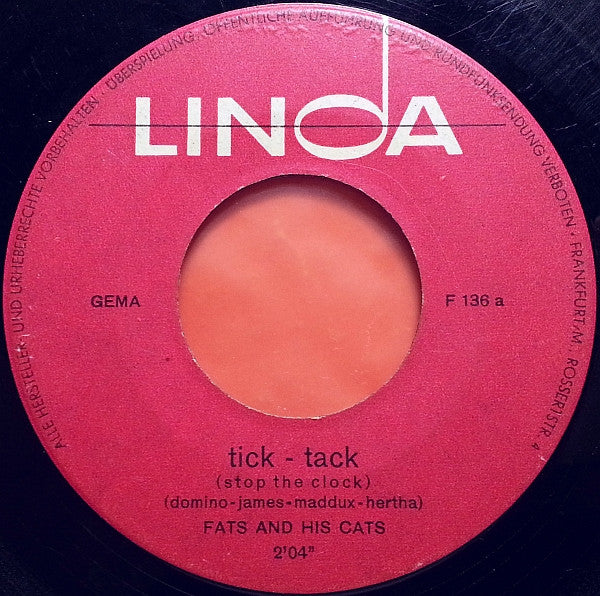 LINDA
ALLE HERSTELLER- UND URHEBERRECHTE VORBEHALTEN · ÜBERSPIELUNG, ÖFFENTLICHE AUFFÜHRUNG UND RUNDFUNKSENDUNG VERBOTEN · FRANKFURT/M., ROSSERTSTR. 4
GEMA
F 136 a
tick - tack
(stop the clock)
(domino-james-maddux-hertha)
FATS AND HIS CATS
2'04"